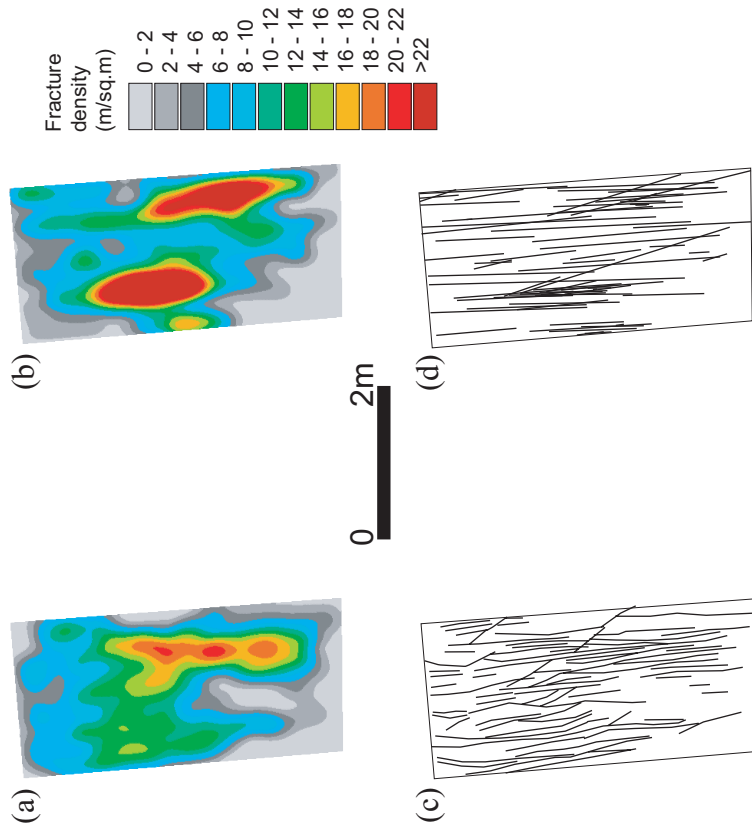 (a)
(b)
Fracture
density
(m/sq.m)
0 - 2
2 - 4
4 - 6
6 - 8
8 - 10
10 - 12
12 - 14
14 - 16
16 - 18
18 - 20
20 - 22
>22
0
2m
(c)
(d)